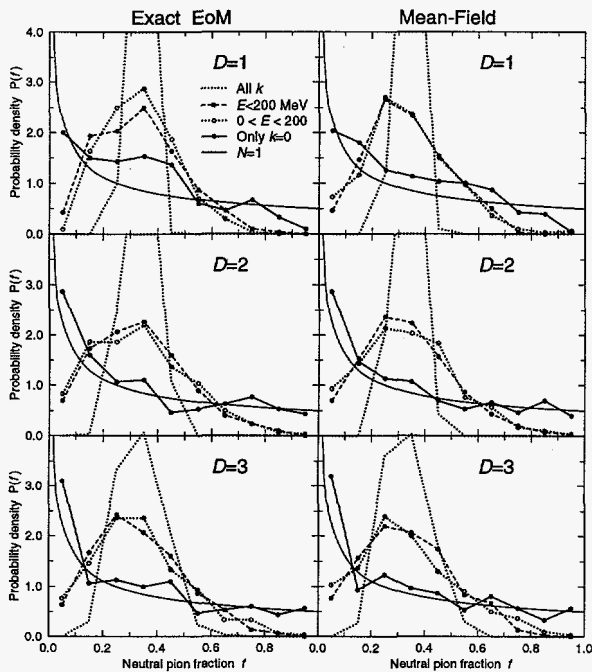 Exact EoM
Mean-Field
Probability density P(f)
4.0
3.0
2.0
1.0
0.0
D=1
All k
E<200 MeV
0 < E < 200
Only k=0
N=1
D=1
Probability density P(f)
3.0
2.0
1.0
0.0
D=2
D=2
Probability density P(f)
3.0
2.0
1.0
0.0
D=3
D=3
0.0 0.2 0.4 0.6 0.8 0.0 0.2 0.4 0.6 0.8 1.0
Neutral pion fraction f
Neutral pion fraction f